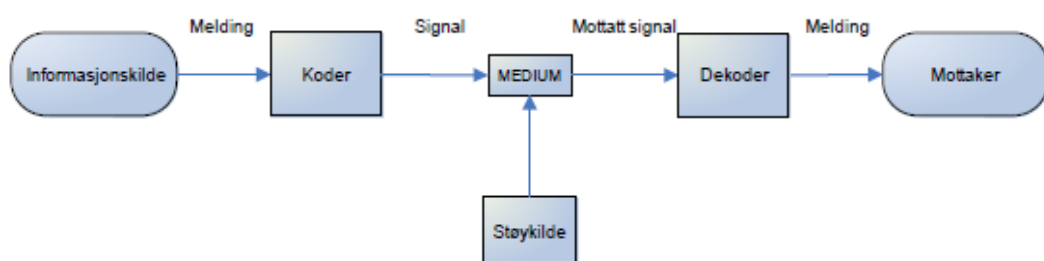 Melding
Signal
Mottatt signal
Melding
Informasjonskilde
Koder
MEDIUM
Dekoder
Mottaker
Støykilde